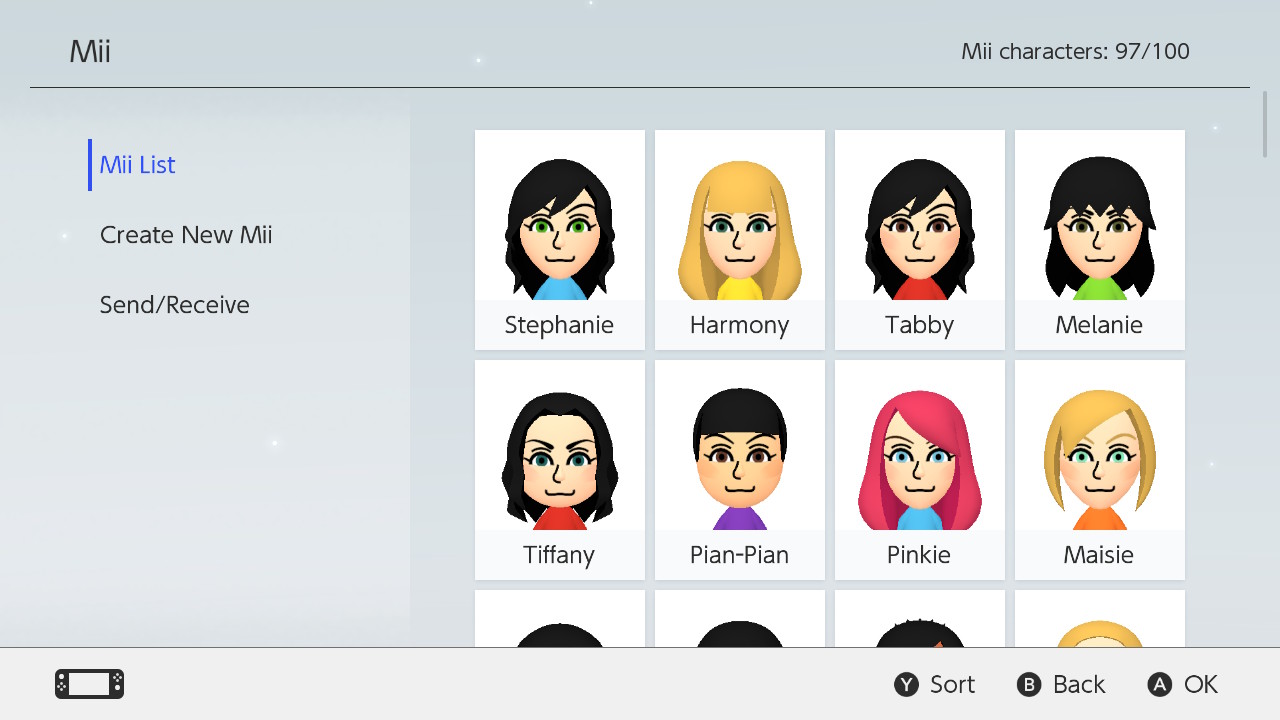 Mii
Mii characters: 97/100
Mii List
Create New Mii
Send/Receive
Stephanie
Harmony
Tabby
Melanie
Tiffany
Pian-Pian
Pinkie
Maisie
Y Sort
B Back
A OK